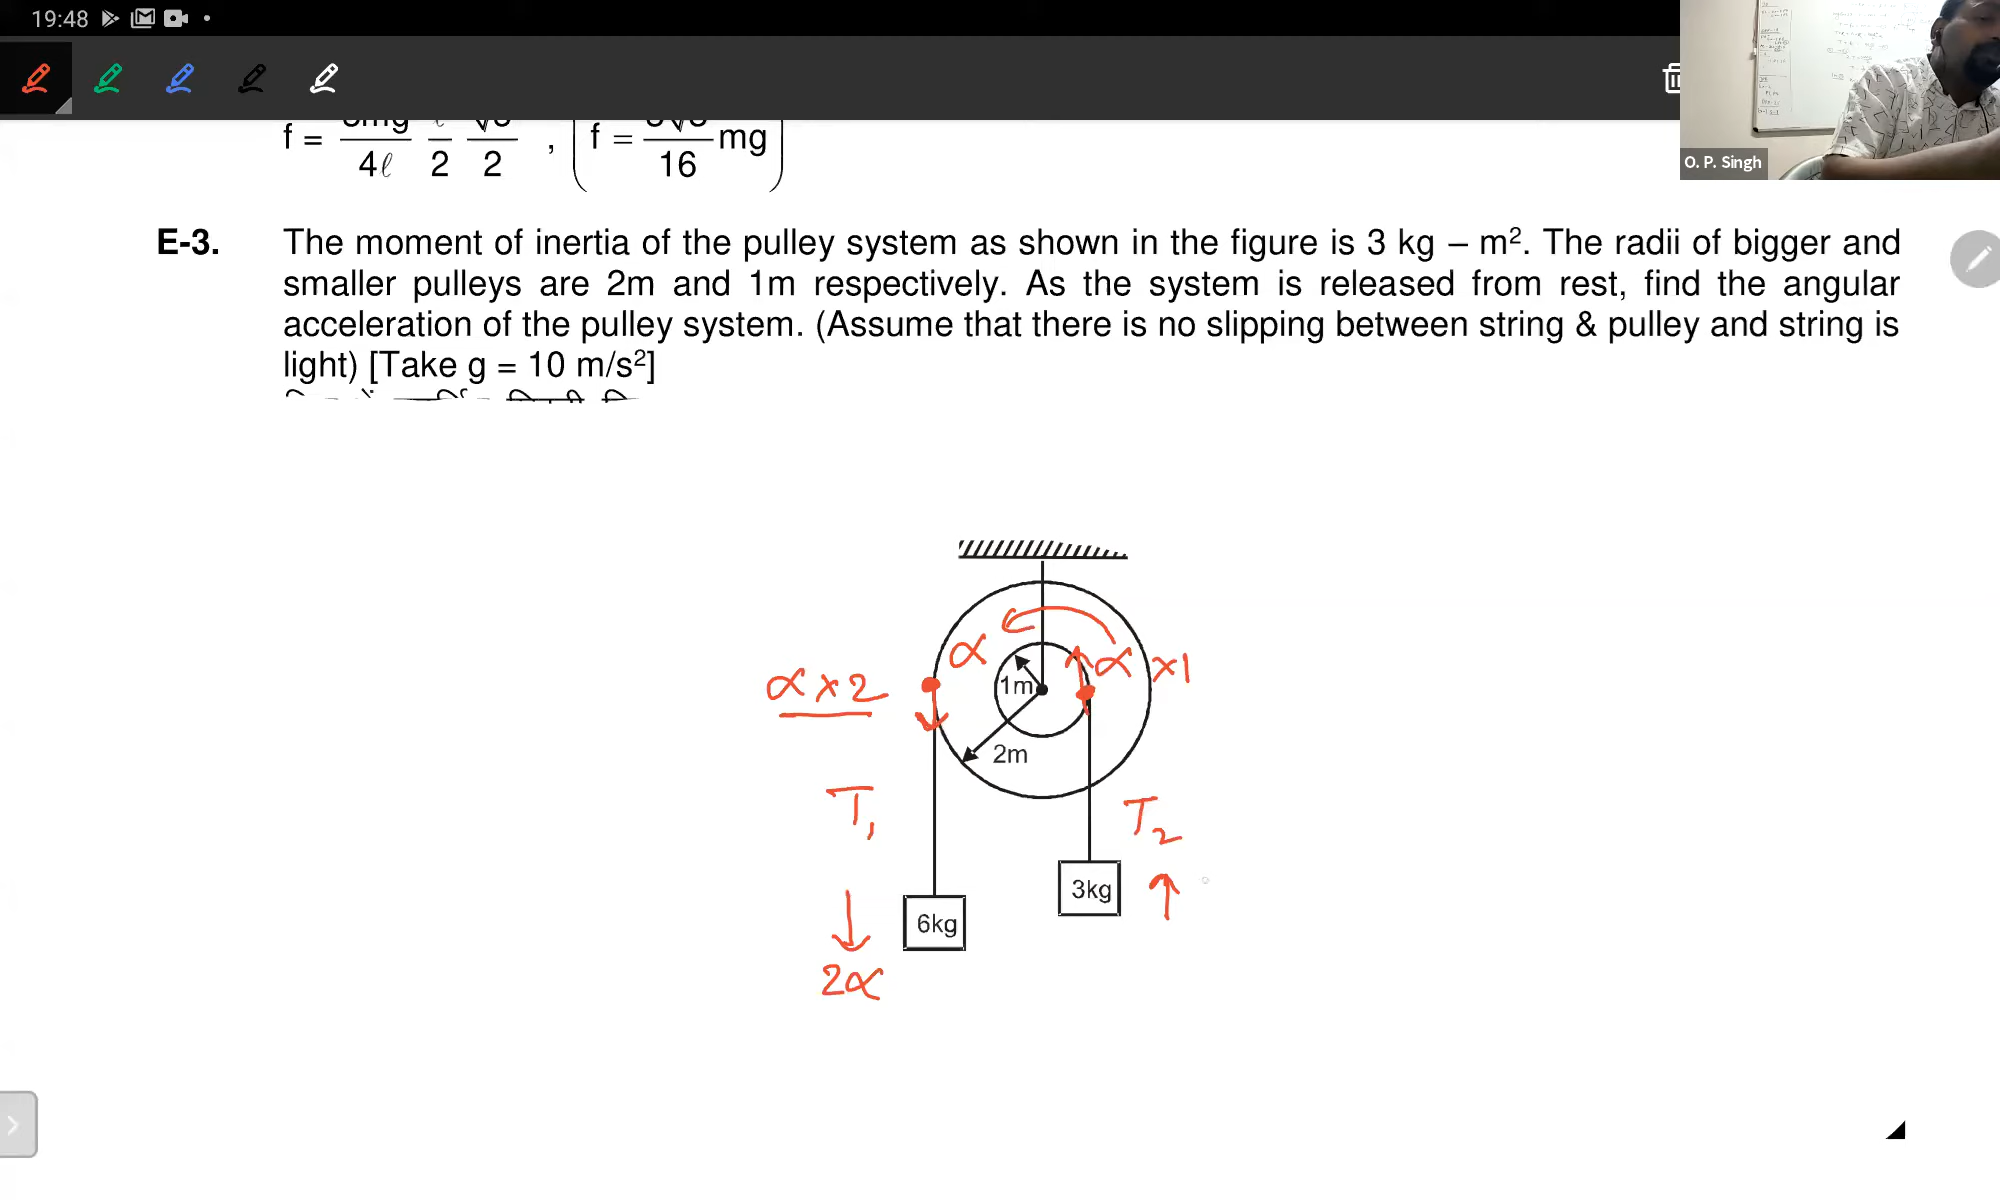 19:48
O. P. Singh
f = 4ℓ 2 2 , f = 16 mg
E-3. The moment of inertia of the pulley system as shown in the figure is 3 kg – m². The radii of bigger and
smaller pulleys are 2m and 1m respectively. As the system is released from rest, find the angular
acceleration of the pulley system. (Assume that there is no slipping between string & pulley and string is
light) [Take g = 10 m/s²]
α
α × 2
1m
α ×1
2m
T₁
T₂
3kg
6kg
2α